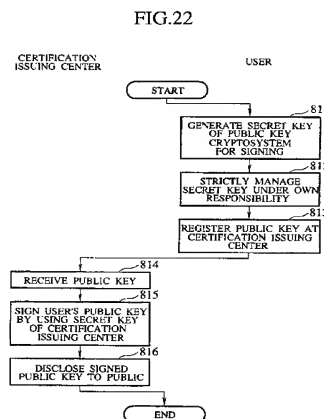 FIG.22
CERTIFICATION
ISSUING CENTER
USER
START
GENERATE SECRET KEY
OF PUBLIC KEY
CRYPTOSYSTEM
FOR SIGNING
STRICTLY MANAGE
SECRET KEY UNDER OWN
RESPONSIBILITY
REGISTER PUBLIC KEY AT
CERTIFICATION ISSUING
CENTER
814
RECEIVE PUBLIC KEY
815
SIGN USER'S PUBLIC KEY
BY USING SECRET KEY
OF CERTIFICATION
ISSUING CENTER
816
DISCLOSE SIGNED
PUBLIC KEY TO PUBLIC
END